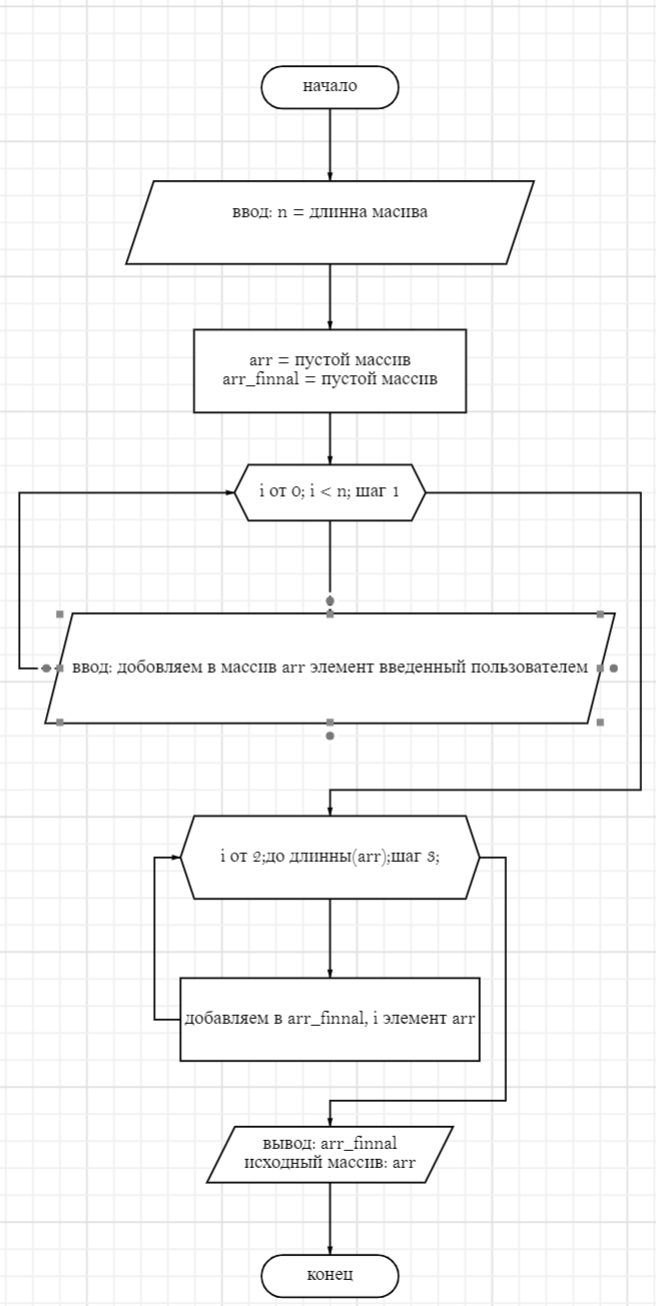 начало
ввод: n = длинна масива
arr = пустой массив
arr_finnal = пустой массив
i от 0; i < n; шаг 1
ввод: добовляем в массив arr элемент введенный пользователем
i от 2;до длинны(arr);шаг 3;
добавляем в arr_finnal, i элемент arr
вывод: arr_finnal
исходный массив: arr
конец